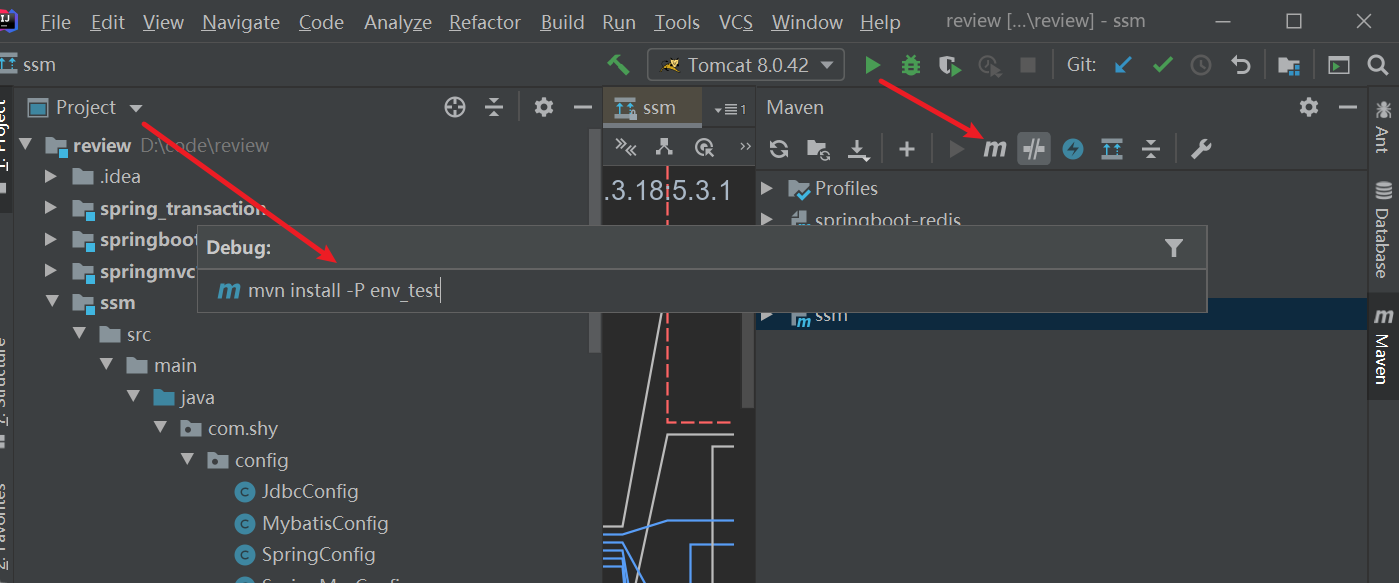 File Edit View Navigate Code Analyze Refactor Build Run Tools VCS Window Help review [...\review] - ssm
ssm Tomcat 8.0.42 Git:
Project ssm 1 Maven
1: Project
review D:\code\review
.idea .3.18:5.3.1 Profiles
spring_transaction springboot-redis
springboot
Debug:
springmvc
mvn install -P env_test
ssm ssm
src
main
java
com.shy
config
JdbcConfig
MybatisConfig
SpringConfig
Ant
Database
Maven